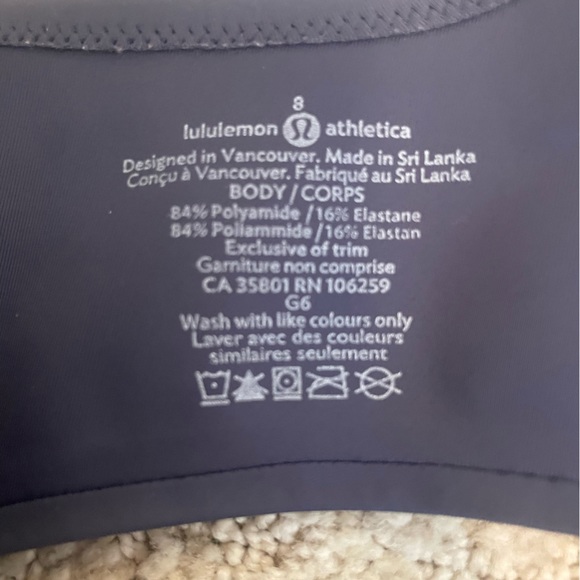 8
lululemon athletica
Designed in Vancouver. Made in Sri Lanka
Conçu à Vancouver. Fabriqué au Sri Lanka
BODY / CORPS
84% Polyamide / 16% Elastane
84% Poliammide / 16% Elastan
Exclusive of trim
Garniture non comprise
CA 35801 RN 106259
G6
Wash with like colours only
Laver avec des couleurs
similaires seulement